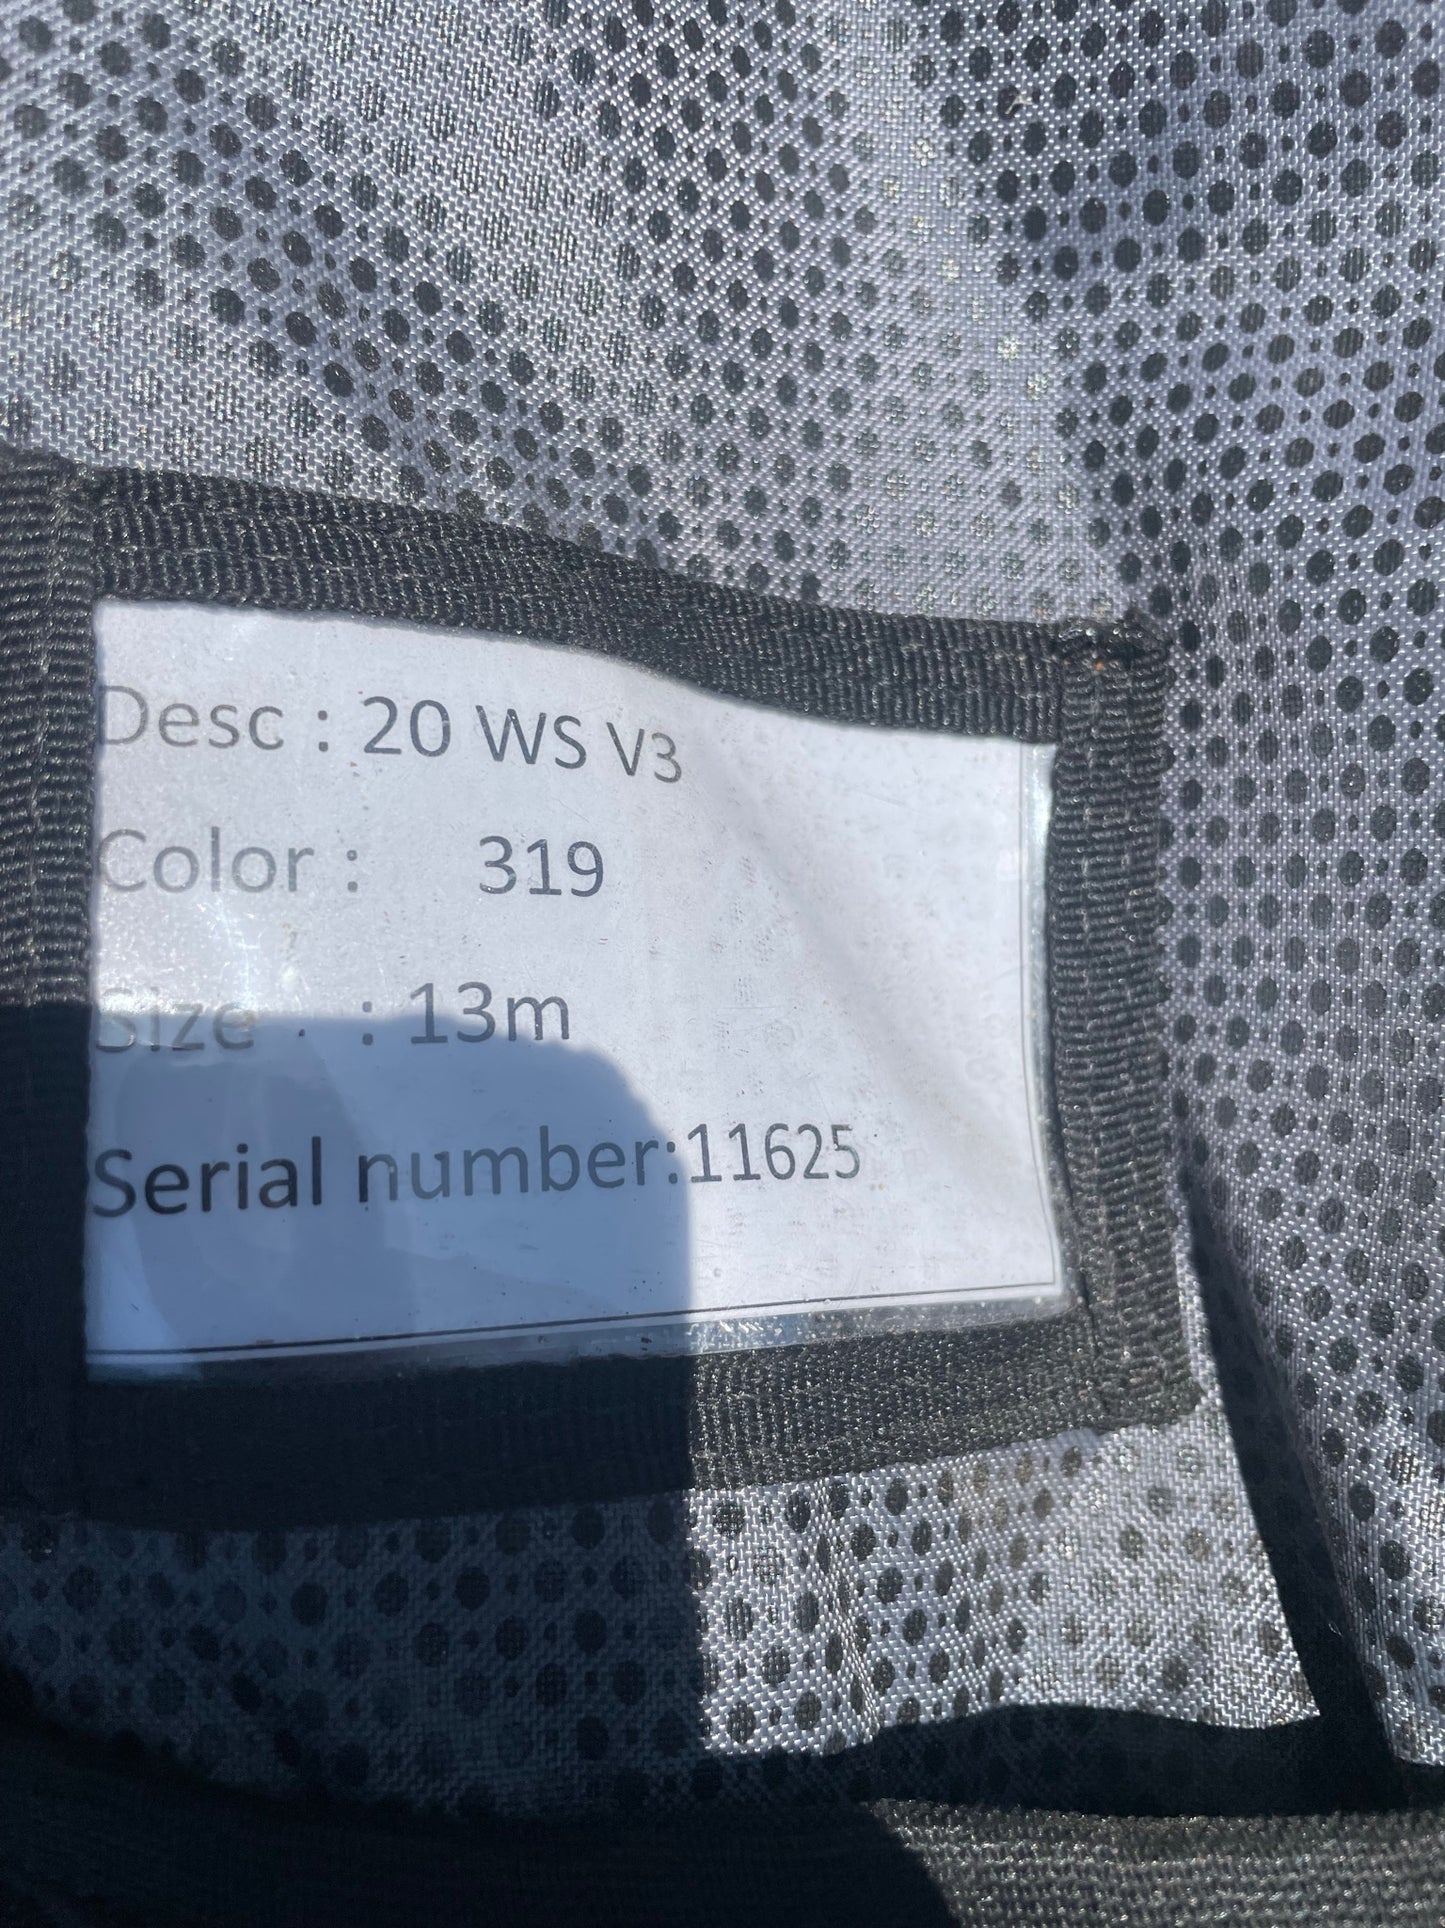 Desc : 20 WS V3
Color : 319
Size : 13m
Serial number:11625